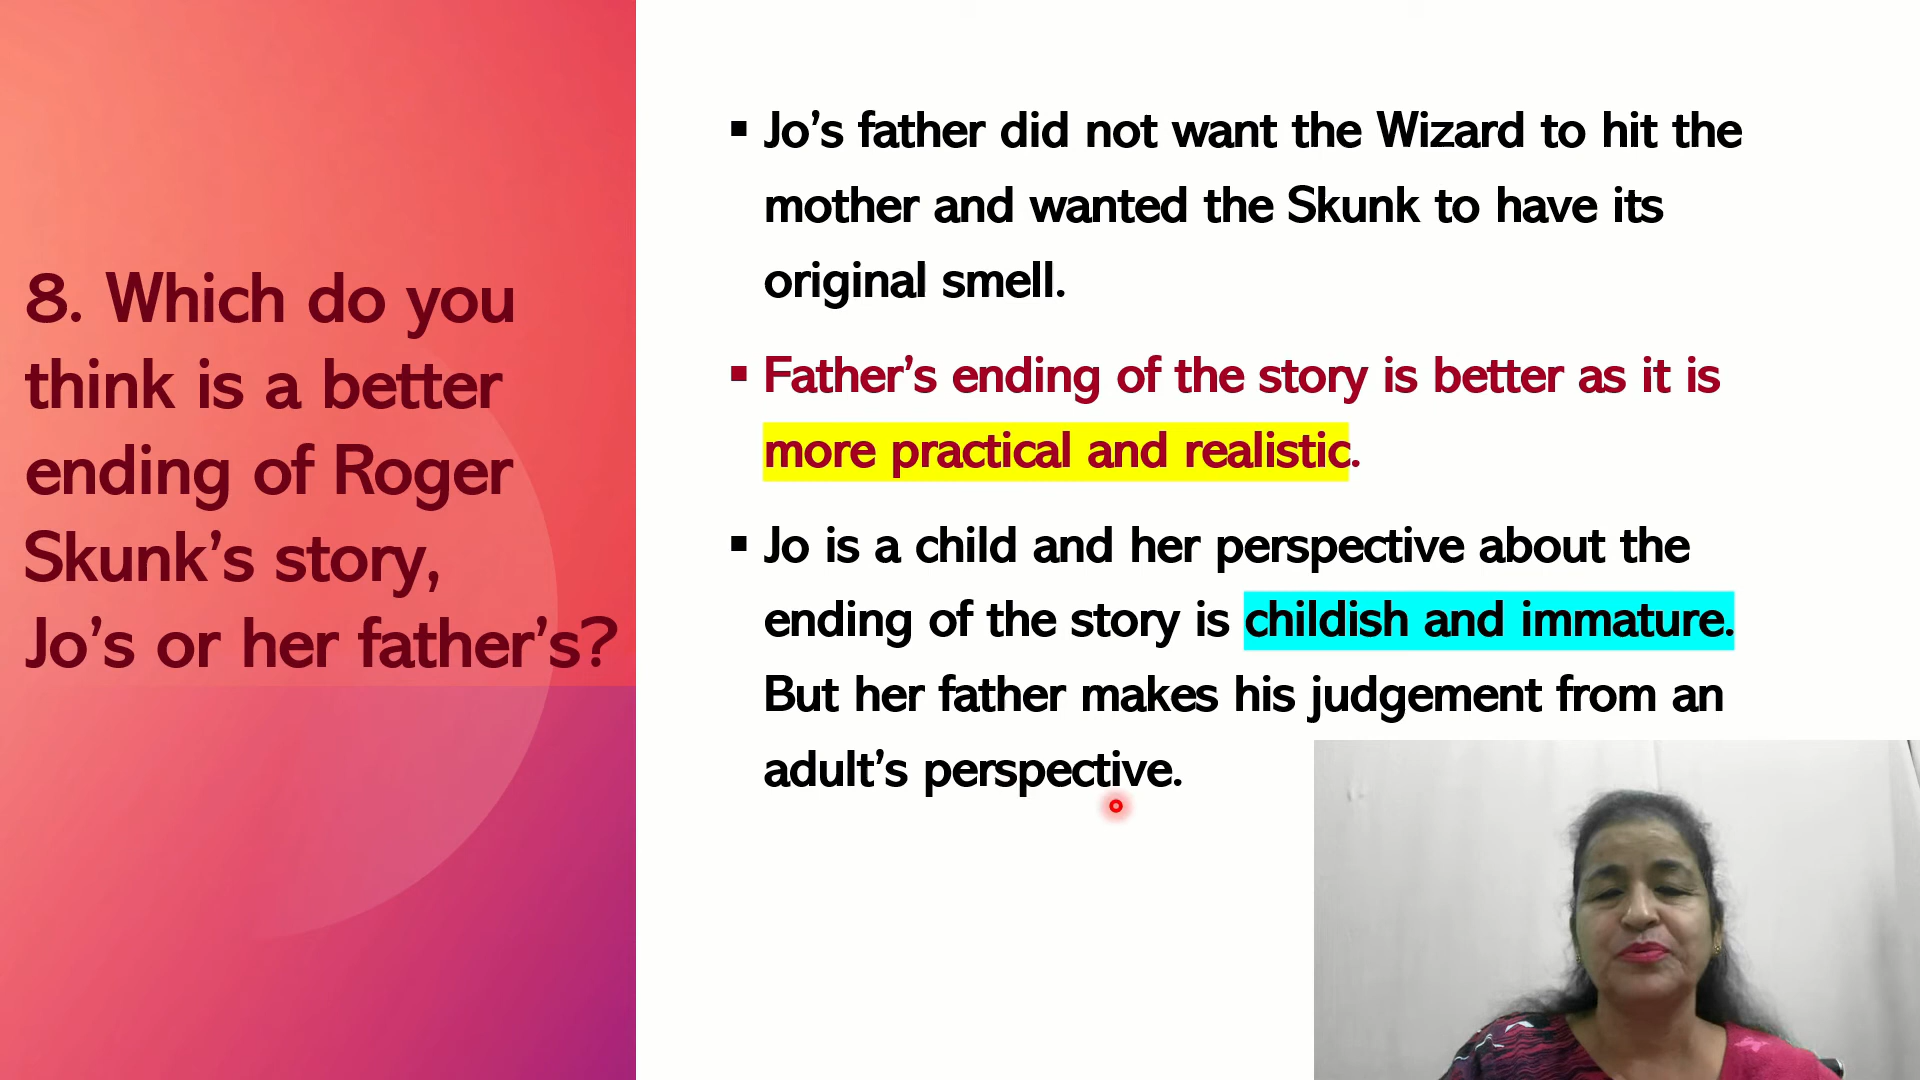 8. Which do you
think is a better
ending of Roger
Skunk’s story,
Jo’s or her father’s?
▪ Jo’s father did not want the Wizard to hit the
mother and wanted the Skunk to have its
original smell.
▪ Father’s ending of the story is better as it is
more practical and realistic.
▪ Jo is a child and her perspective about the
ending of the story is childish and immature.
But her father makes his judgement from an
adult’s perspective.